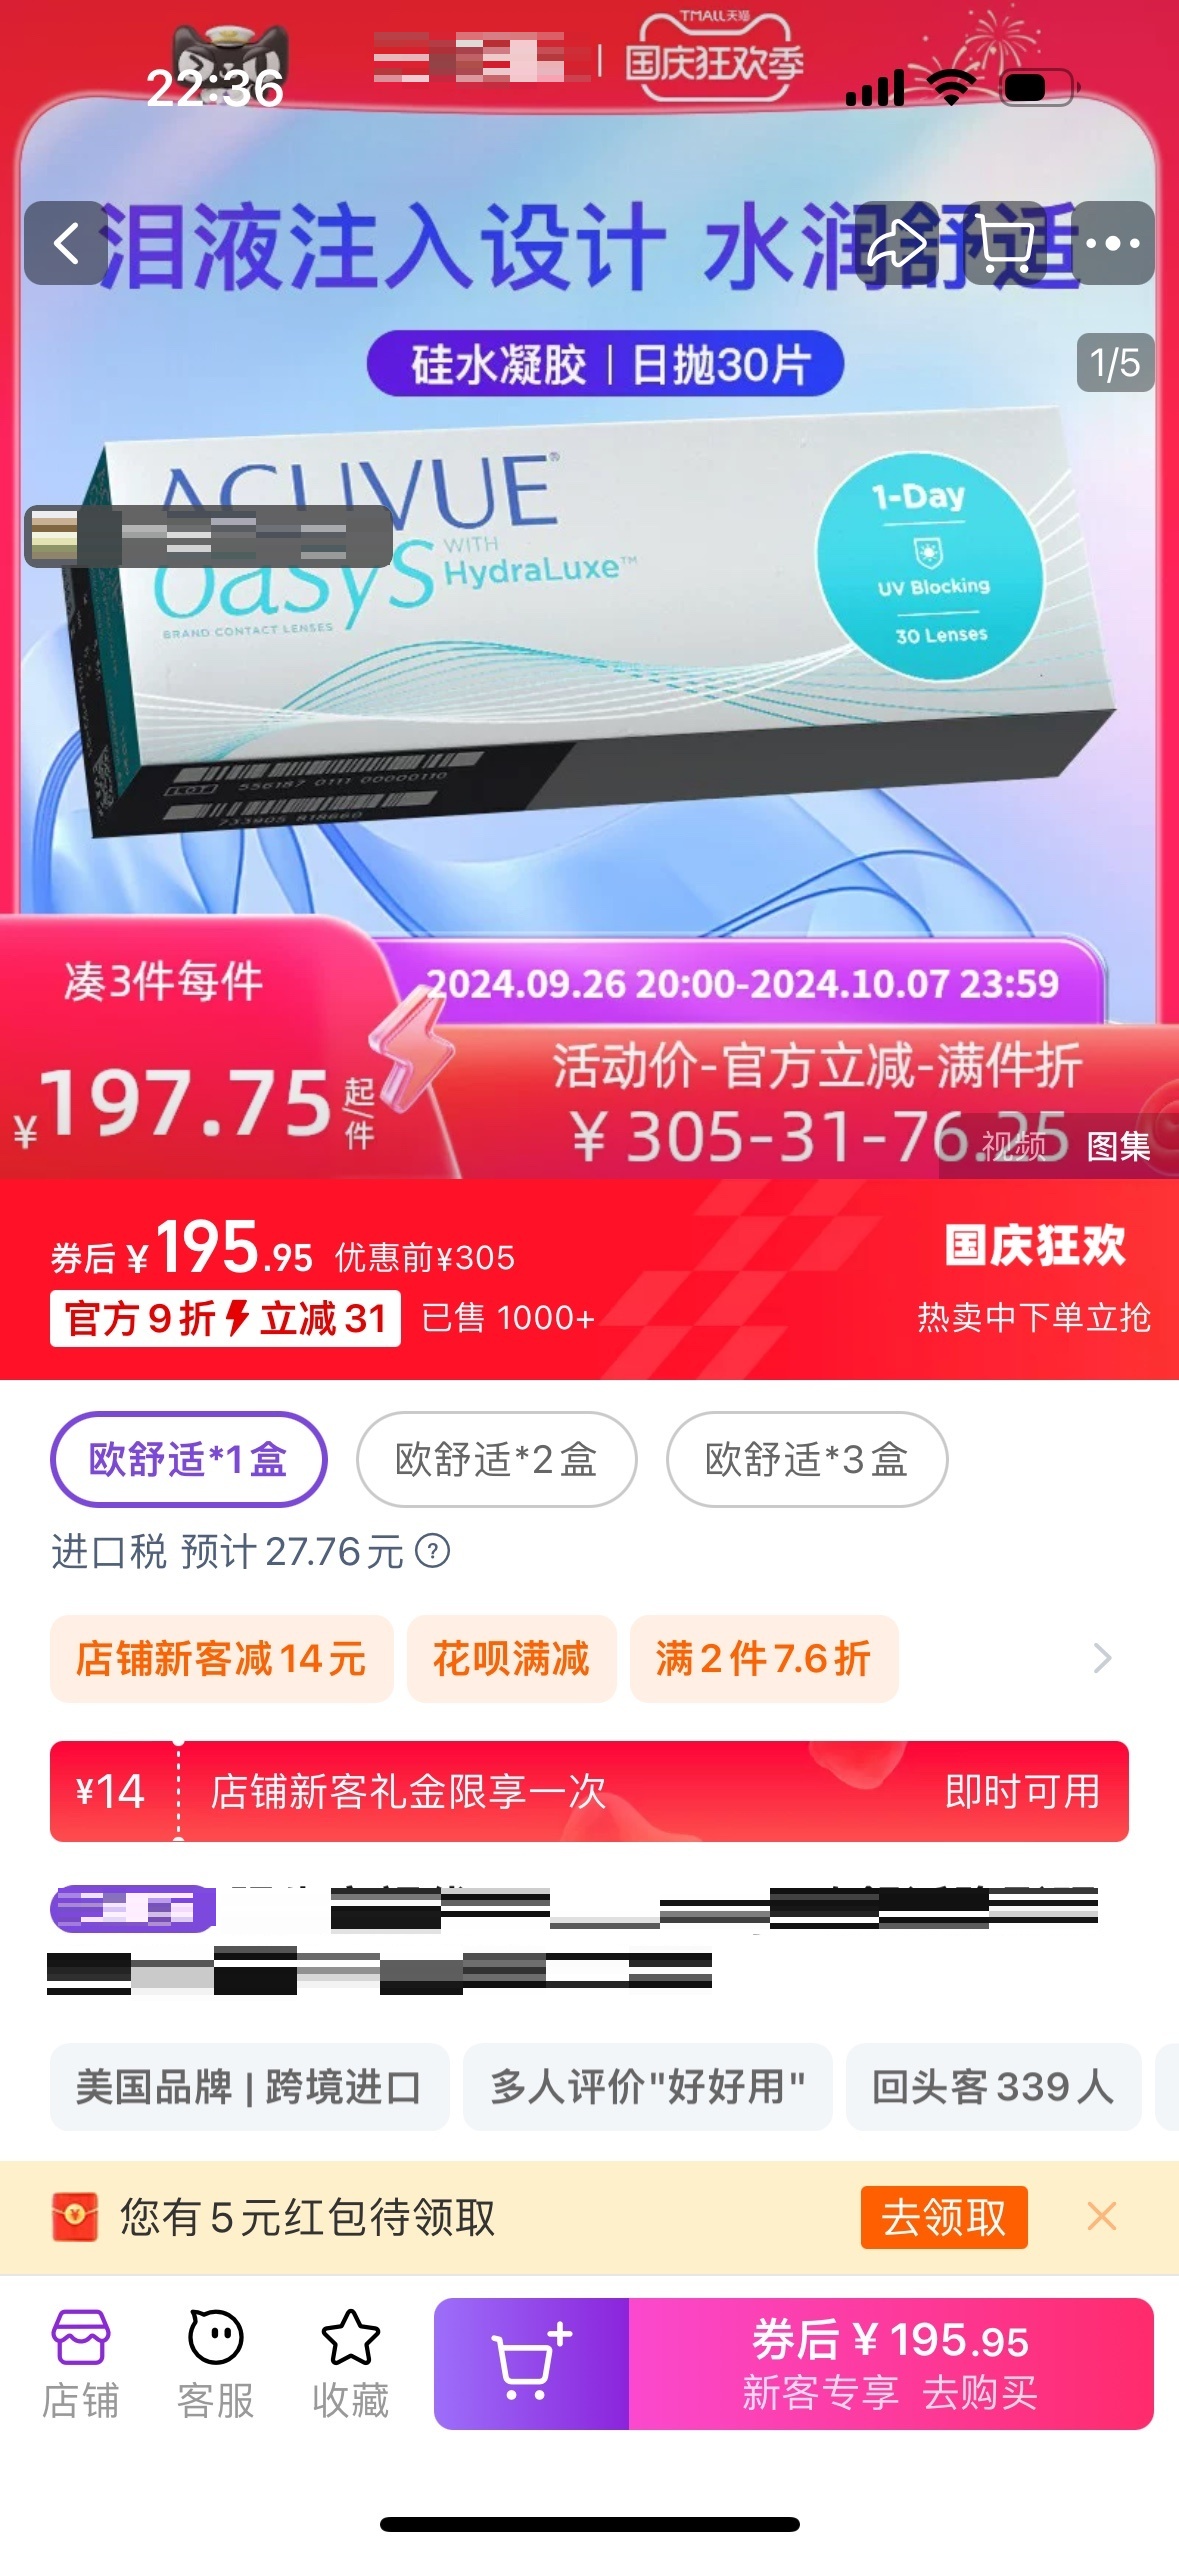 TMALL天猫
国庆狂欢季
22:36
泪液注入设计 水润舒适
硅水凝胶|日抛30片
1/5
ACUVUE®
oasys WITH
HydraLuxe™
BRAND CONTACT LENSES
1-Day
UV Blocking
30 Lenses
LOT 556187 0111 00000110
733905 818660
凑3件每件
¥197.75起/件
2024.09.26 20:00-2024.10.07 23:59
活动价-官方立减-满件折
¥ 305-31-76.25
视频 图集
券后¥195.95 优惠前¥305
国庆狂欢
官方9折立减31 已售 1000+
热卖中下单立抢
欧舒适*1盒 欧舒适*2盒 欧舒适*3盒
进口税 预计27.76元 ?
店铺新客减14元 花呗满减 满2件7.6折
¥14 店铺新客礼金限享一次 即时可用
美国品牌 | 跨境进口 多人评价"好好用" 回头客339人
您有5元红包待领取 去领取
券后¥195.95
店铺 客服 收藏 新客专享 去购买